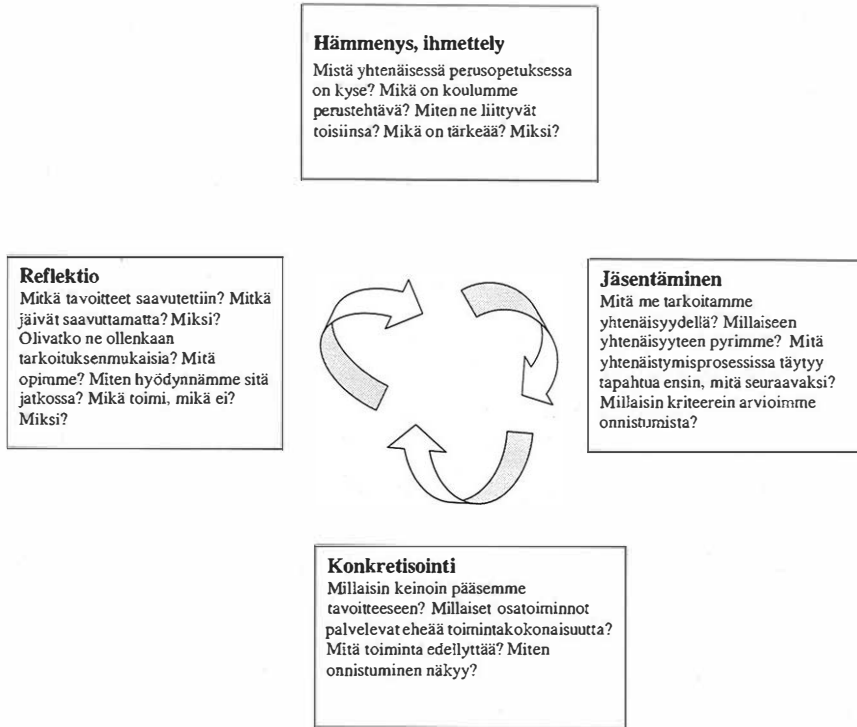 Hämmenys, ihmettely
Mistä yhtenäisessä perusopetuksessa
on kyse? Mikä on koulumme
perustehtävä? Miten ne liittyvät
toisiinsa? Mikä on tärkeää? Miksi?
Reflektio
Mitkä tavoitteet saavutettiin? Mitkä
jäivät saavuttamatta? Miksi?
Olivatko ne ollenkaan
tarkoituksenmukaisia? Mitä
opimme? Miten hyödynnämme sitä
jatkossa? Mikä toimi, mikä ei?
Miksi?
Jäsentäminen
Mitä me tarkoitamme
yhtenäisyydellä? Millaiseen
yhtenäisyyteen pyrimme? Mitä
yhtenäistymisprosessissa täytyy
tapahtua ensin, mitä seuraavaksi?
Millaisin kriteerein arvioimme
onnistumista?
Konkretisointi
Millaisin keinoin pääsemme
tavoitteeseen? Millaiset osatoiminnot
palvelevat eheää toimintakokonaisuutta?
Mitä toiminta edellyttää? Miten
onnistuminen näkyy?